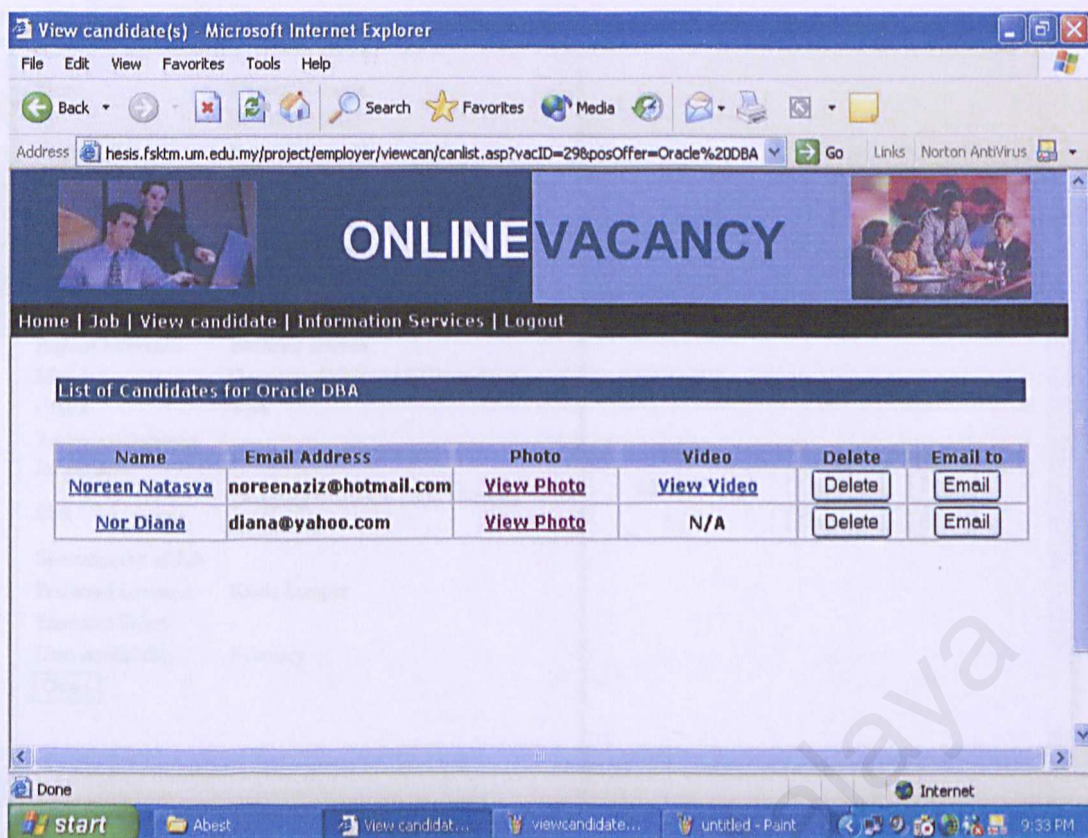 View candidate(s) - Microsoft Internet Explorer
File Edit View Favorites Tools Help
Back Search Favorites Media
Address hesis.fsktm.um.edu.my/project/employer/viewcan/canlist.asp?vacID=29&posOffer=Oracle%20DBA Go Links Norton AntiVirus
ONLINEVACANCY
Home | Job | View candidate | Information Services | Logout
List of Candidates for Oracle DBA
Name Email Address Photo Video Delete Email to
Noreen Natasya noreenaziz@hotmail.com View Photo View Video Delete Email
Nor Diana diana@yahoo.com View Photo N/A Delete Email
Done Internet
start Abest View candidat... viewcandidate... untitled - Paint 9:33 PM